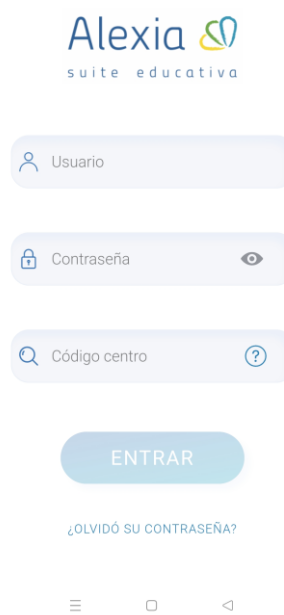 Alexia
suite educativa
Usuario
Contraseña
Código centro
?
ENTRAR
¿OLVIDÓ SU CONTRASEÑA?